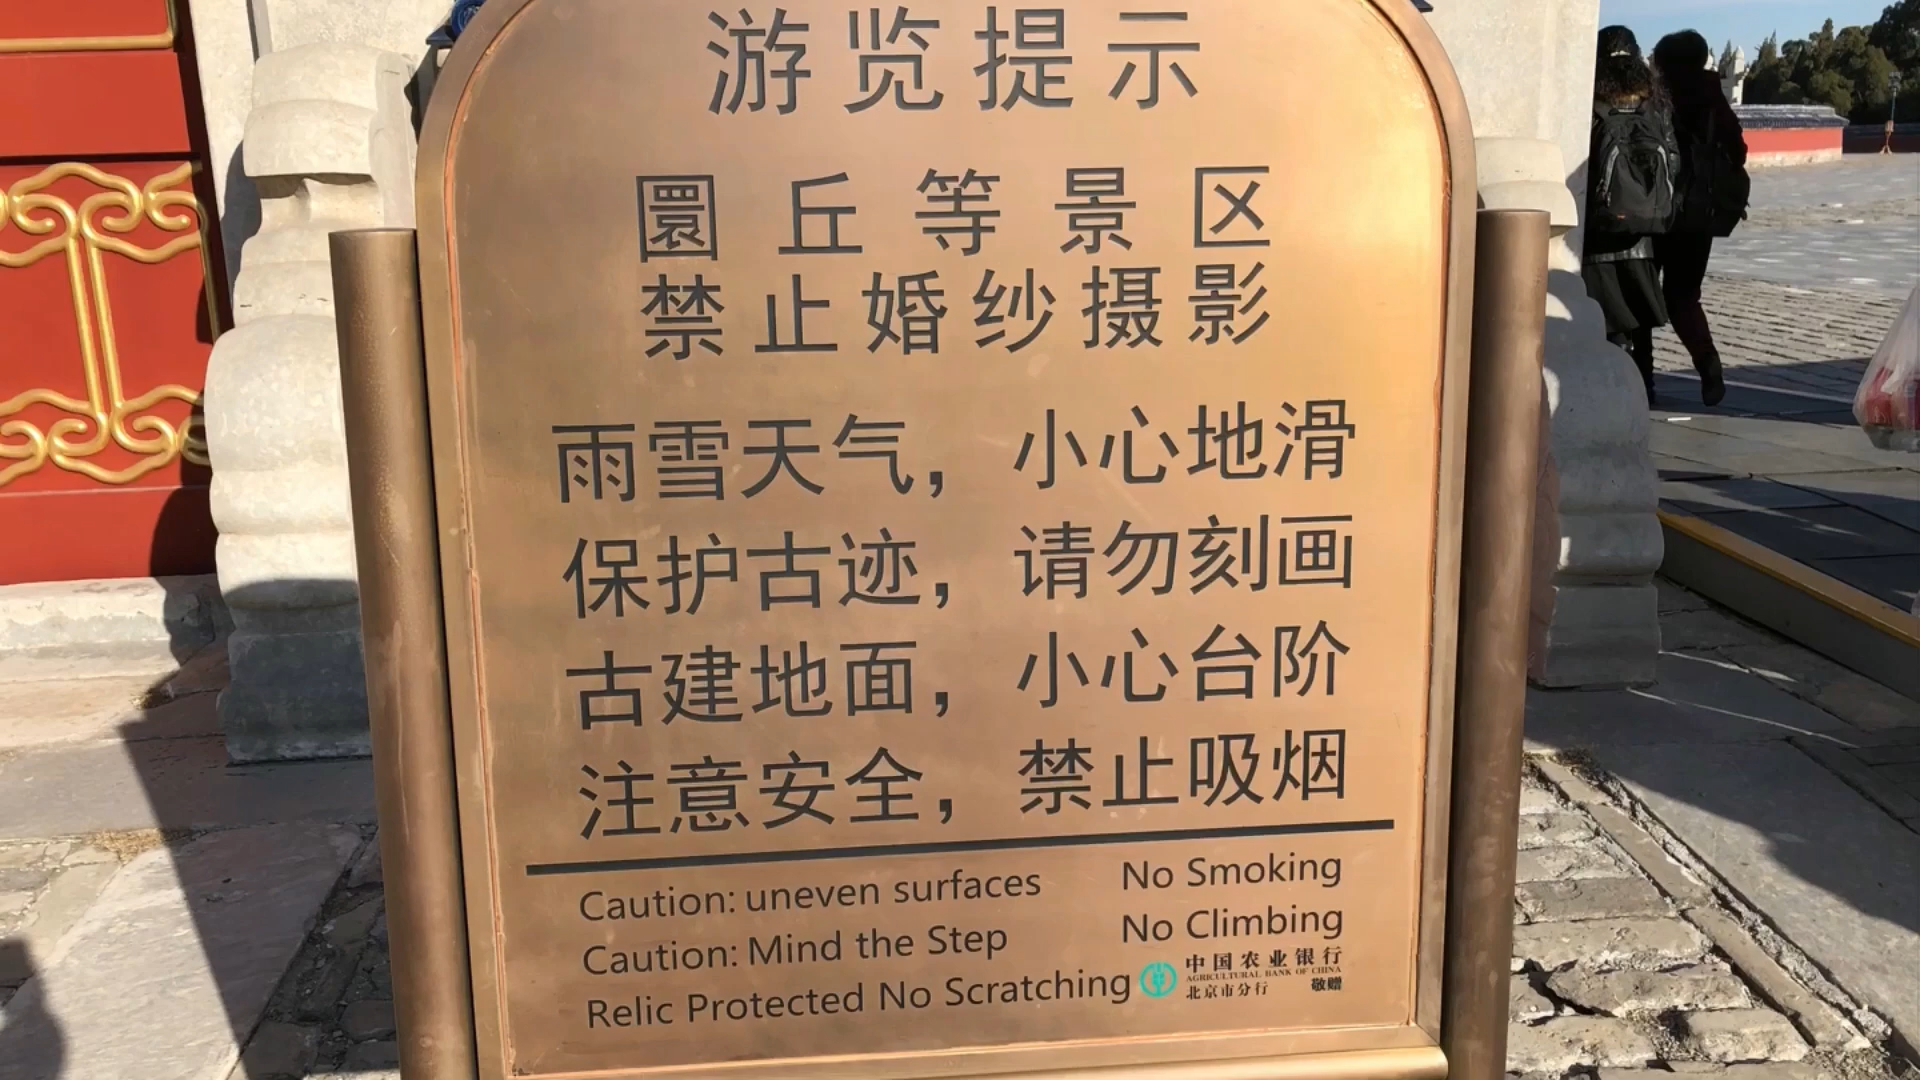 游览提示
圜丘等景区
禁止婚纱摄影
雨雪天气，小心地滑
保护古迹，请勿刻画
古建地面，小心台阶
注意安全，禁止吸烟
Caution: uneven surfaces No Smoking
Caution: Mind the Step No Climbing
Relic Protected No Scratching
中国农业银行
AGRICULTURAL BANK OF CHINA
北京市分行 敬赠